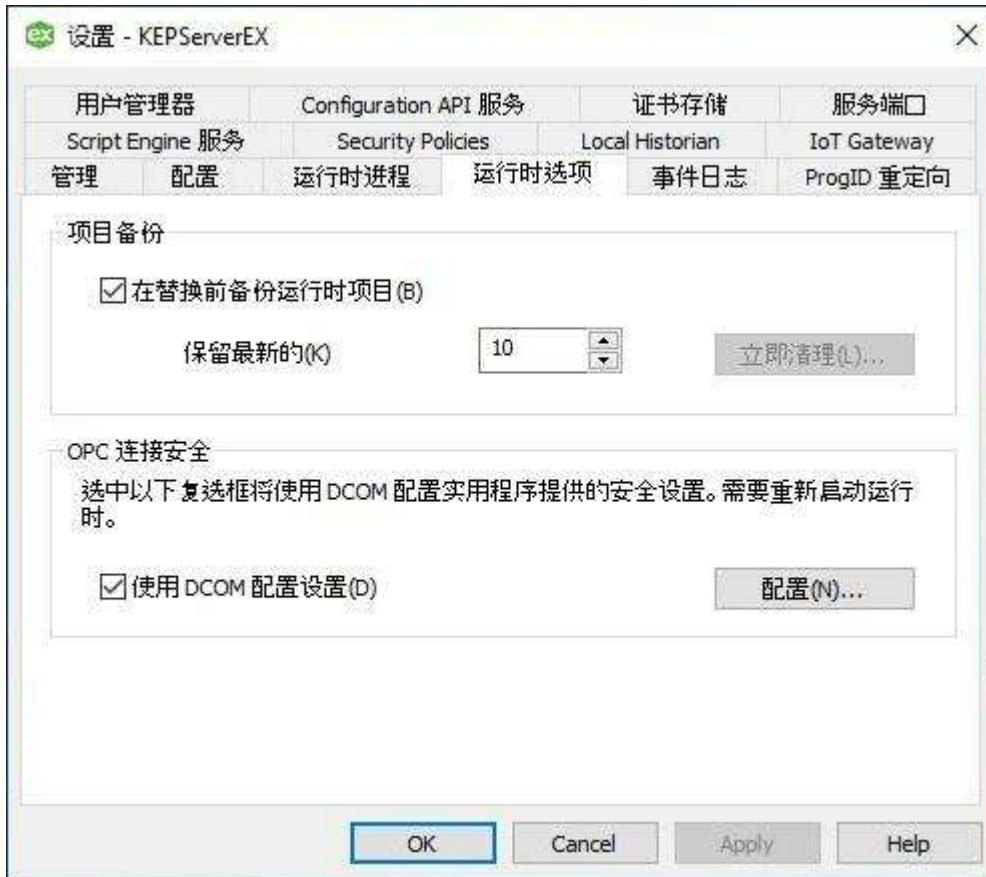 设置 - KEPServerEX
用户管理器 Configuration API 服务 证书存储 服务端口
Script Engine 服务 Security Policies Local Historian IoT Gateway
管理 配置 运行时进程 运行时选项 事件日志 ProgID 重定向
项目备份
在替换前备份运行时项目(B)
保留最新的(K) 10 立即清理(L)...
OPC 连接安全
选中以下复选框将使用 DCOM 配置实用程序提供的安全设置。需要重新启动运行
时。
使用 DCOM 配置设置(D) 配置(N)...
OK Cancel Apply Help